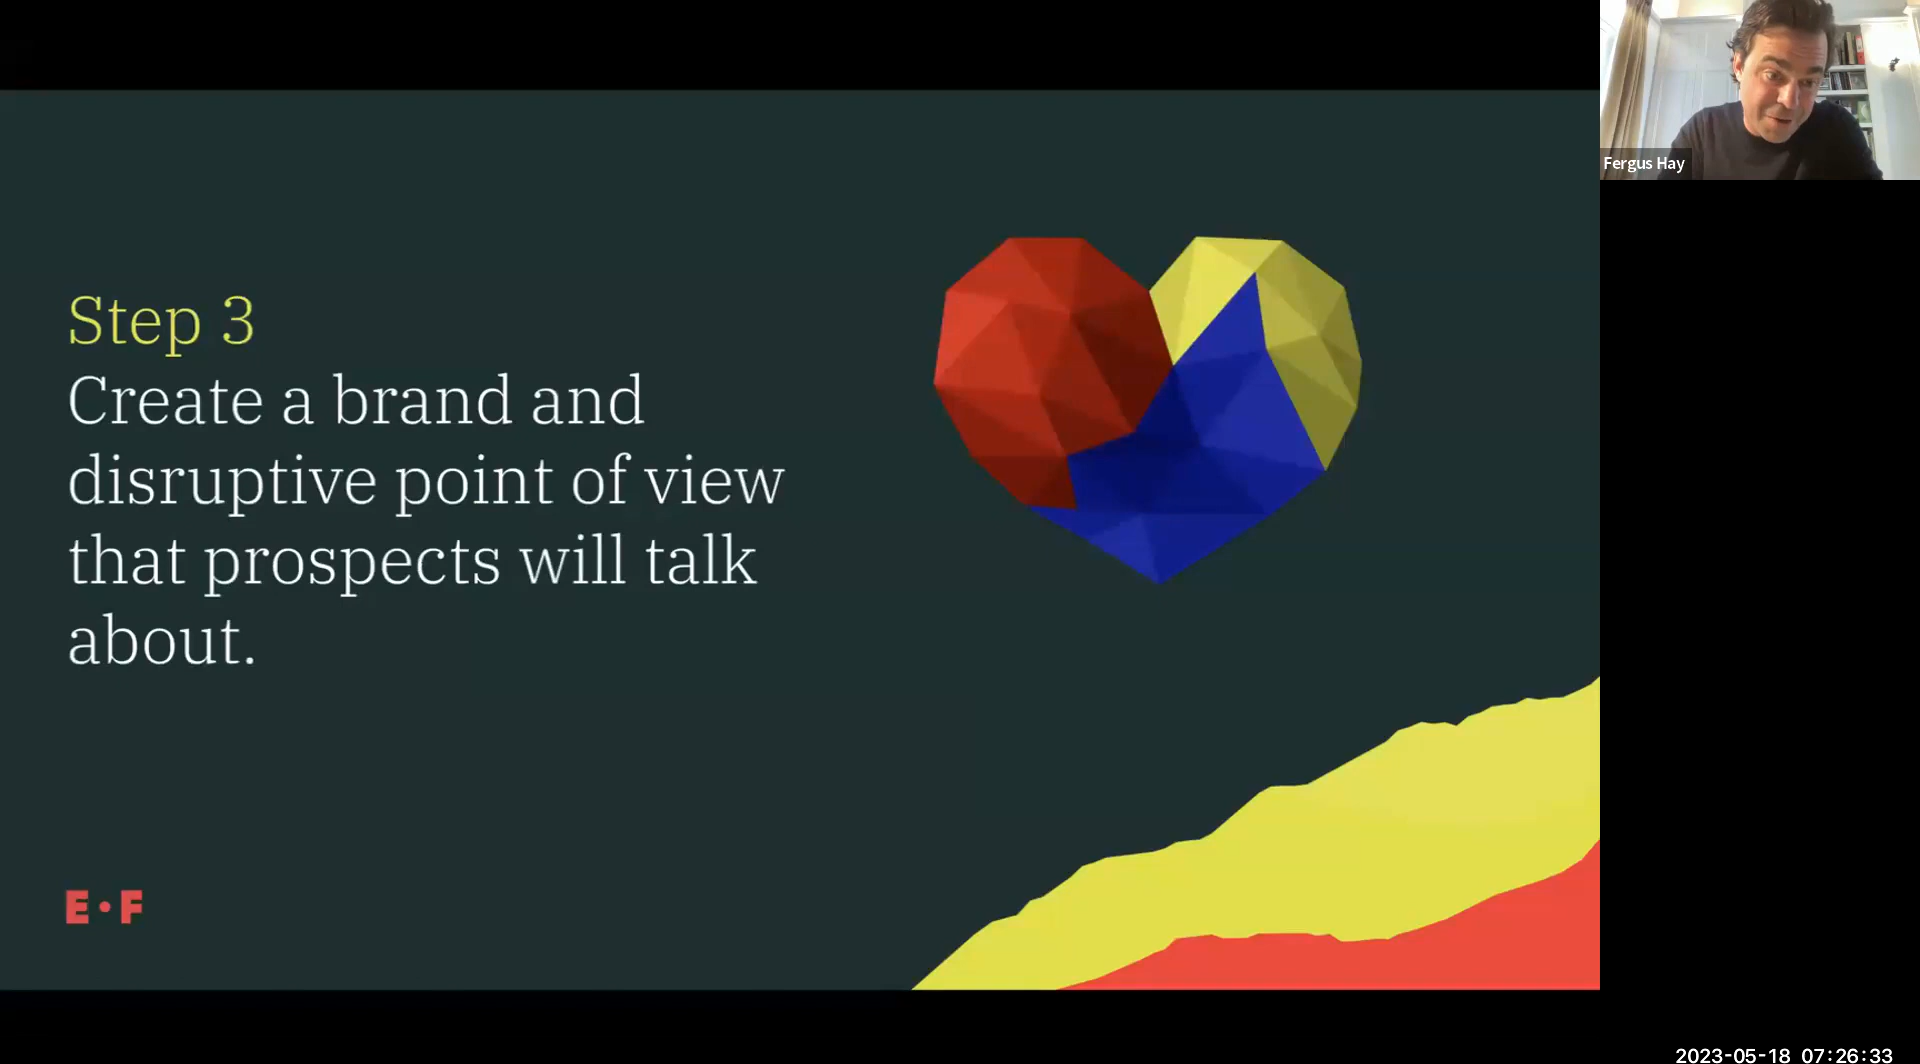 Fergus Hay
Step 3
Create a brand and
disruptive point of view
that prospects will talk
about.
E·F
2023-05-18 07:26:33